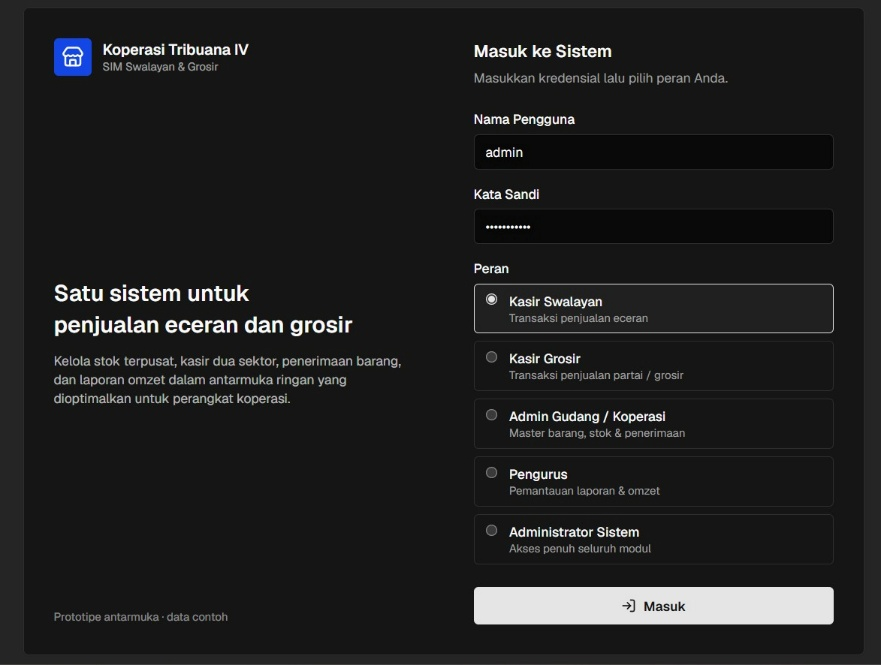 Koperasi Tribuana IV
SIM Swalayan & Grosir
Satu sistem untuk
penjualan eceran dan grosir
Kelola stok terpusat, kasir dua sektor, penerimaan barang,
dan laporan omzet dalam antarmuka ringan yang
dioptimalkan untuk perangkat koperasi.
Prototipe antarmuka · data contoh
Masuk ke Sistem
Masukkan kredensial lalu pilih peran Anda.
Nama Pengguna
admin
Kata Sandi
•••••••••••
Peran
Kasir Swalayan
Transaksi penjualan eceran
Kasir Grosir
Transaksi penjualan partai / grosir
Admin Gudang / Koperasi
Master barang, stok & penerimaan
Pengurus
Pemantauan laporan & omzet
Administrator Sistem
Akses penuh seluruh modul
Masuk